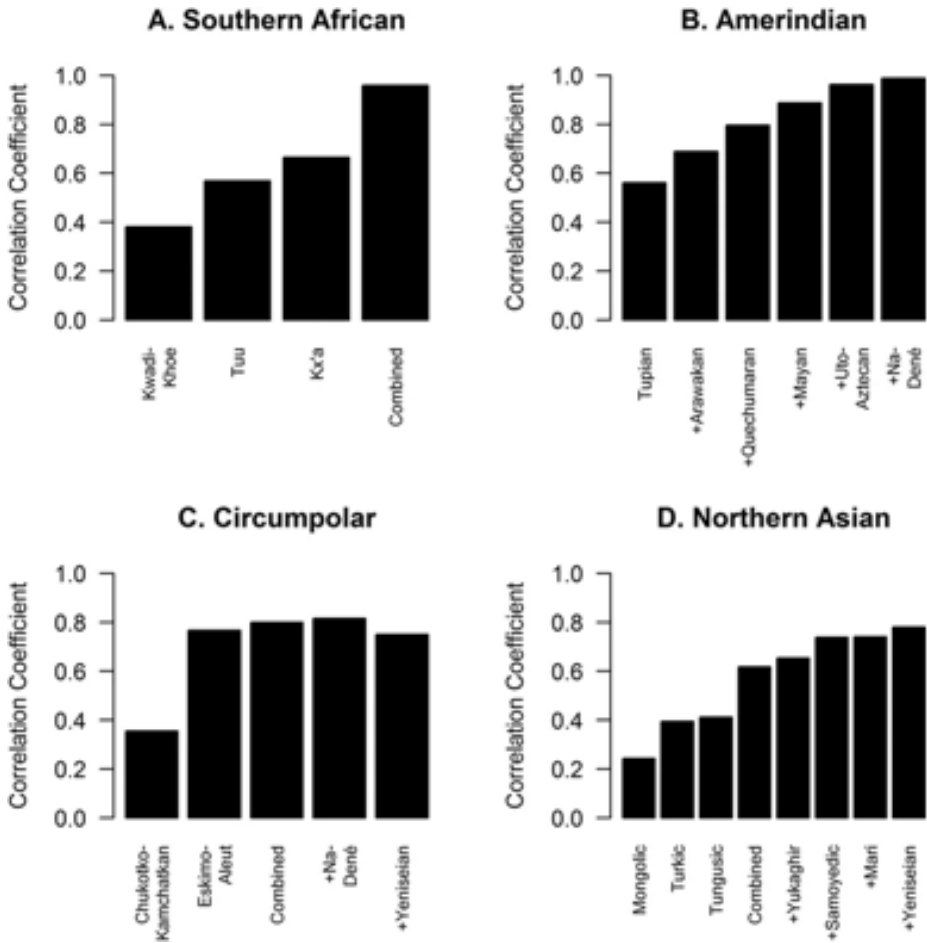 A. Southern African
Correlation Coefficient
1.0
0.8
0.6
0.4
0.2
0.0
Kwadi-
Khoe
Tuu
Kx'a
Combined
B. Amerindian
Correlation Coefficient
1.0
0.8
0.6
0.4
0.2
0.0
Tupian
+Arawakan
+Quechumaran
+Mayan
+Uto-
Aztecan
+Na-
Dené
C. Circumpolar
Correlation Coefficient
1.0
0.8
0.6
0.4
0.2
0.0
Chukotko-
Kamchatkan
Eskimo-
Aleut
Combined
+Na-
Dené
+Yeniseian
D. Northern Asian
Correlation Coefficient
1.0
0.8
0.6
0.4
0.2
0.0
Mongolic
Turkic
Tungusic
Combined
+Yukaghir
+Samoyedic
+Mari
+Yeniseian